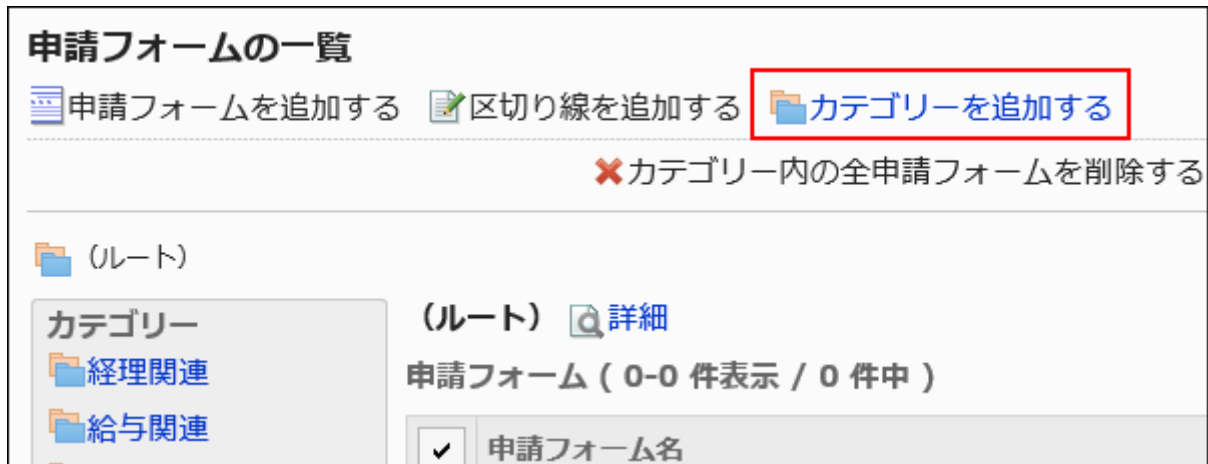 申請フォームの一覧
申請フォームを追加する 区切り線を追加する カテゴリーを追加する
カテゴリー内の全申請フォームを削除する
（ルート）
カテゴリー
経理関連
給与関連
（ルート） 詳細
申請フォーム ( 0-0 件表示 / 0 件中 )
申請フォーム名